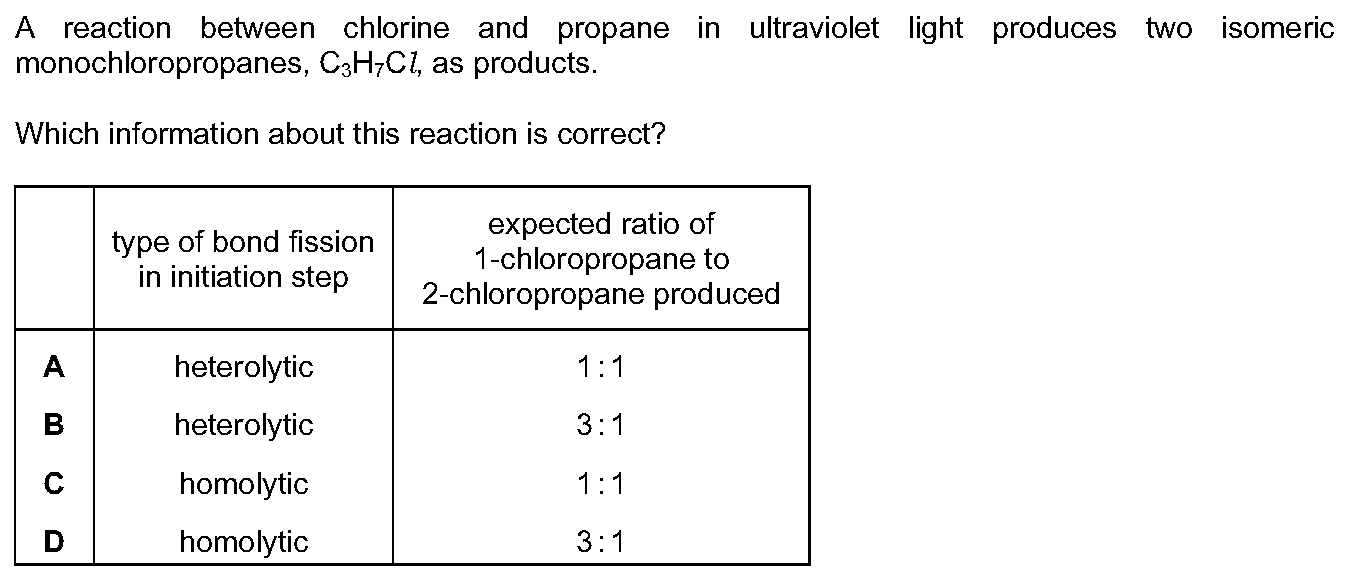 A reaction between chlorine and propane in ultraviolet light produces two isomeric
monochloropropanes, C₃H₇Cl, as products.
Which information about this reaction is correct?
type of bond fission
in initiation step
expected ratio of
1-chloropropane to
2-chloropropane produced
A heterolytic 1:1
B heterolytic 3:1
C homolytic 1:1
D homolytic 3:1